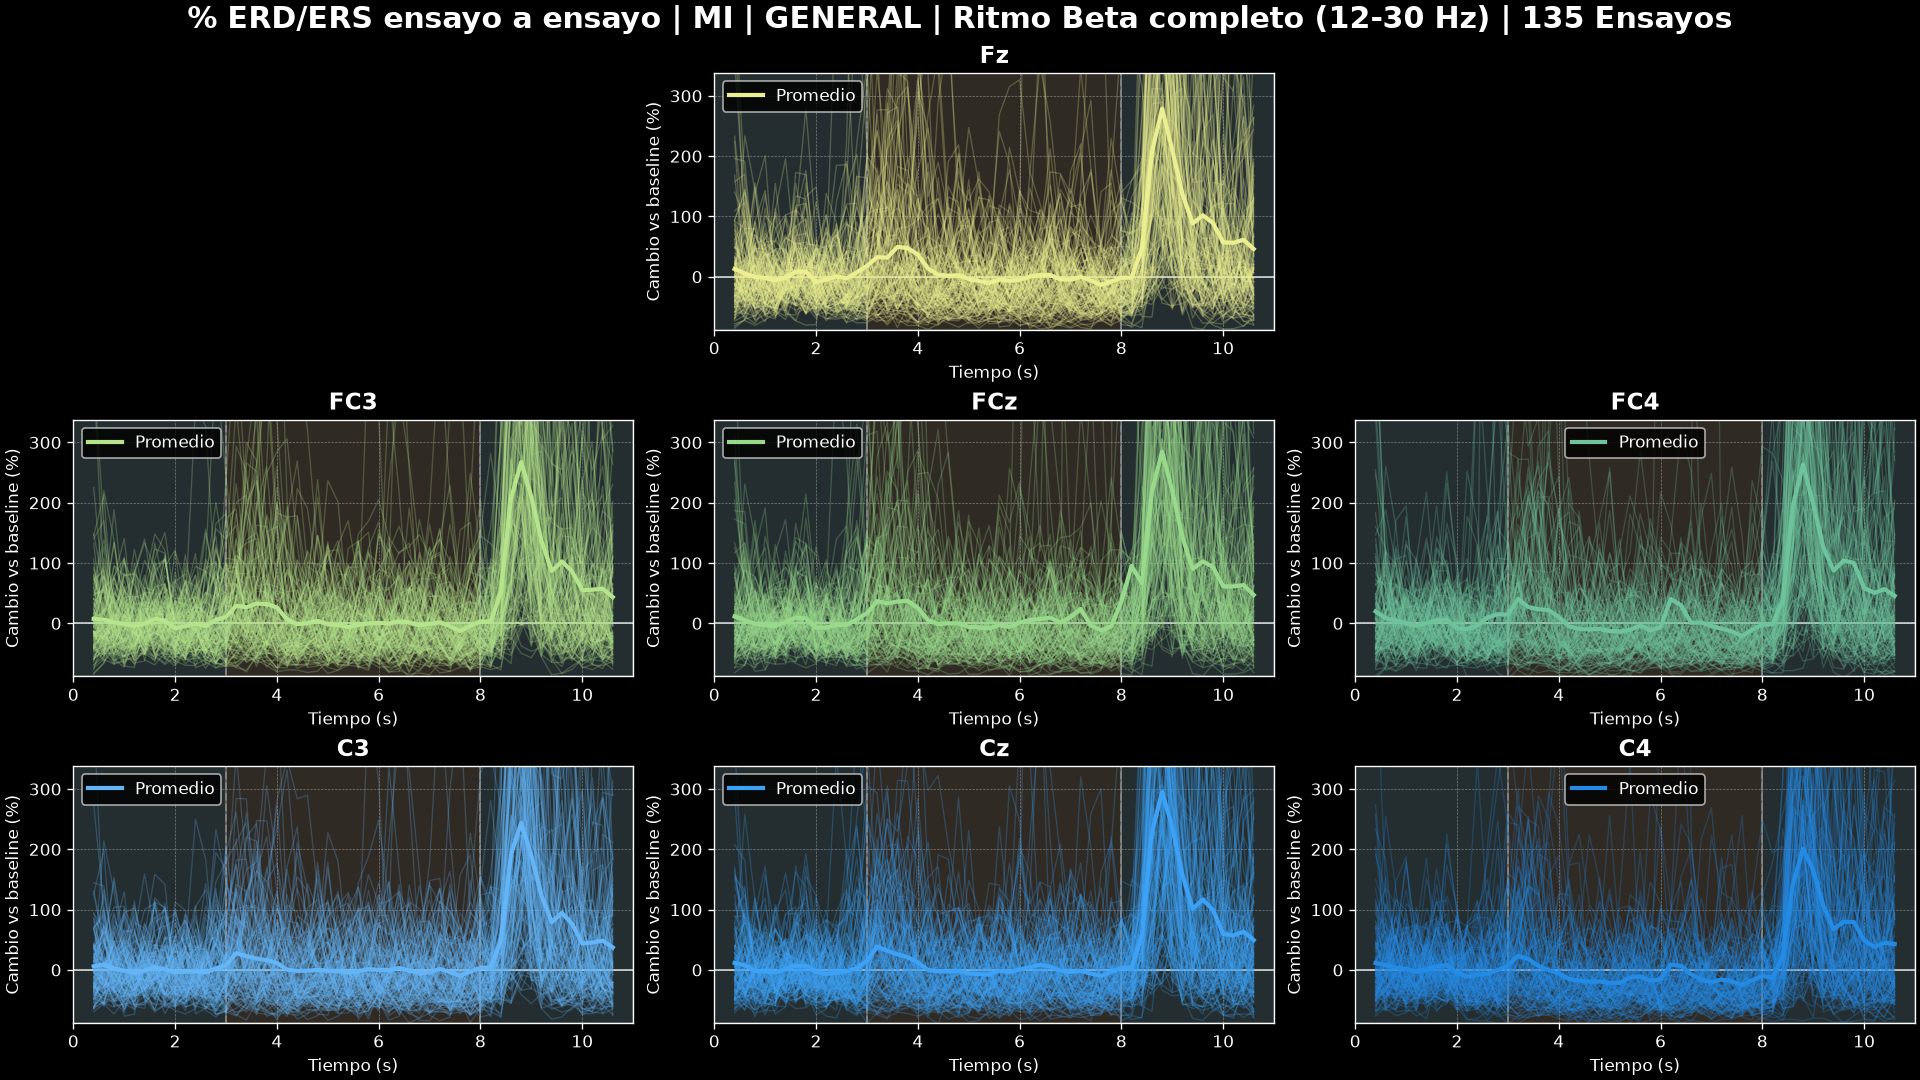 % ERD/ERS ensayo a ensayo | MI | GENERAL | Ritmo Beta completo (12-30 Hz) | 135 Ensayos
Fz
Cambio vs baseline (%)
300
200
100
0
Promedio
0 2 4 6 8 10
Tiempo (s)
FC3
Cambio vs baseline (%)
300
200
100
0
Promedio
0 2 4 6 8 10
Tiempo (s)
FCz
Cambio vs baseline (%)
300
200
100
0
Promedio
0 2 4 6 8 10
Tiempo (s)
FC4
Cambio vs baseline (%)
300
200
100
0
Promedio
0 2 4 6 8 10
Tiempo (s)
C3
Cambio vs baseline (%)
300
200
100
0
Promedio
0 2 4 6 8 10
Tiempo (s)
Cz
Cambio vs baseline (%)
300
200
100
0
Promedio
0 2 4 6 8 10
Tiempo (s)
C4
Cambio vs baseline (%)
300
200
100
0
Promedio
0 2 4 6 8 10
Tiempo (s)